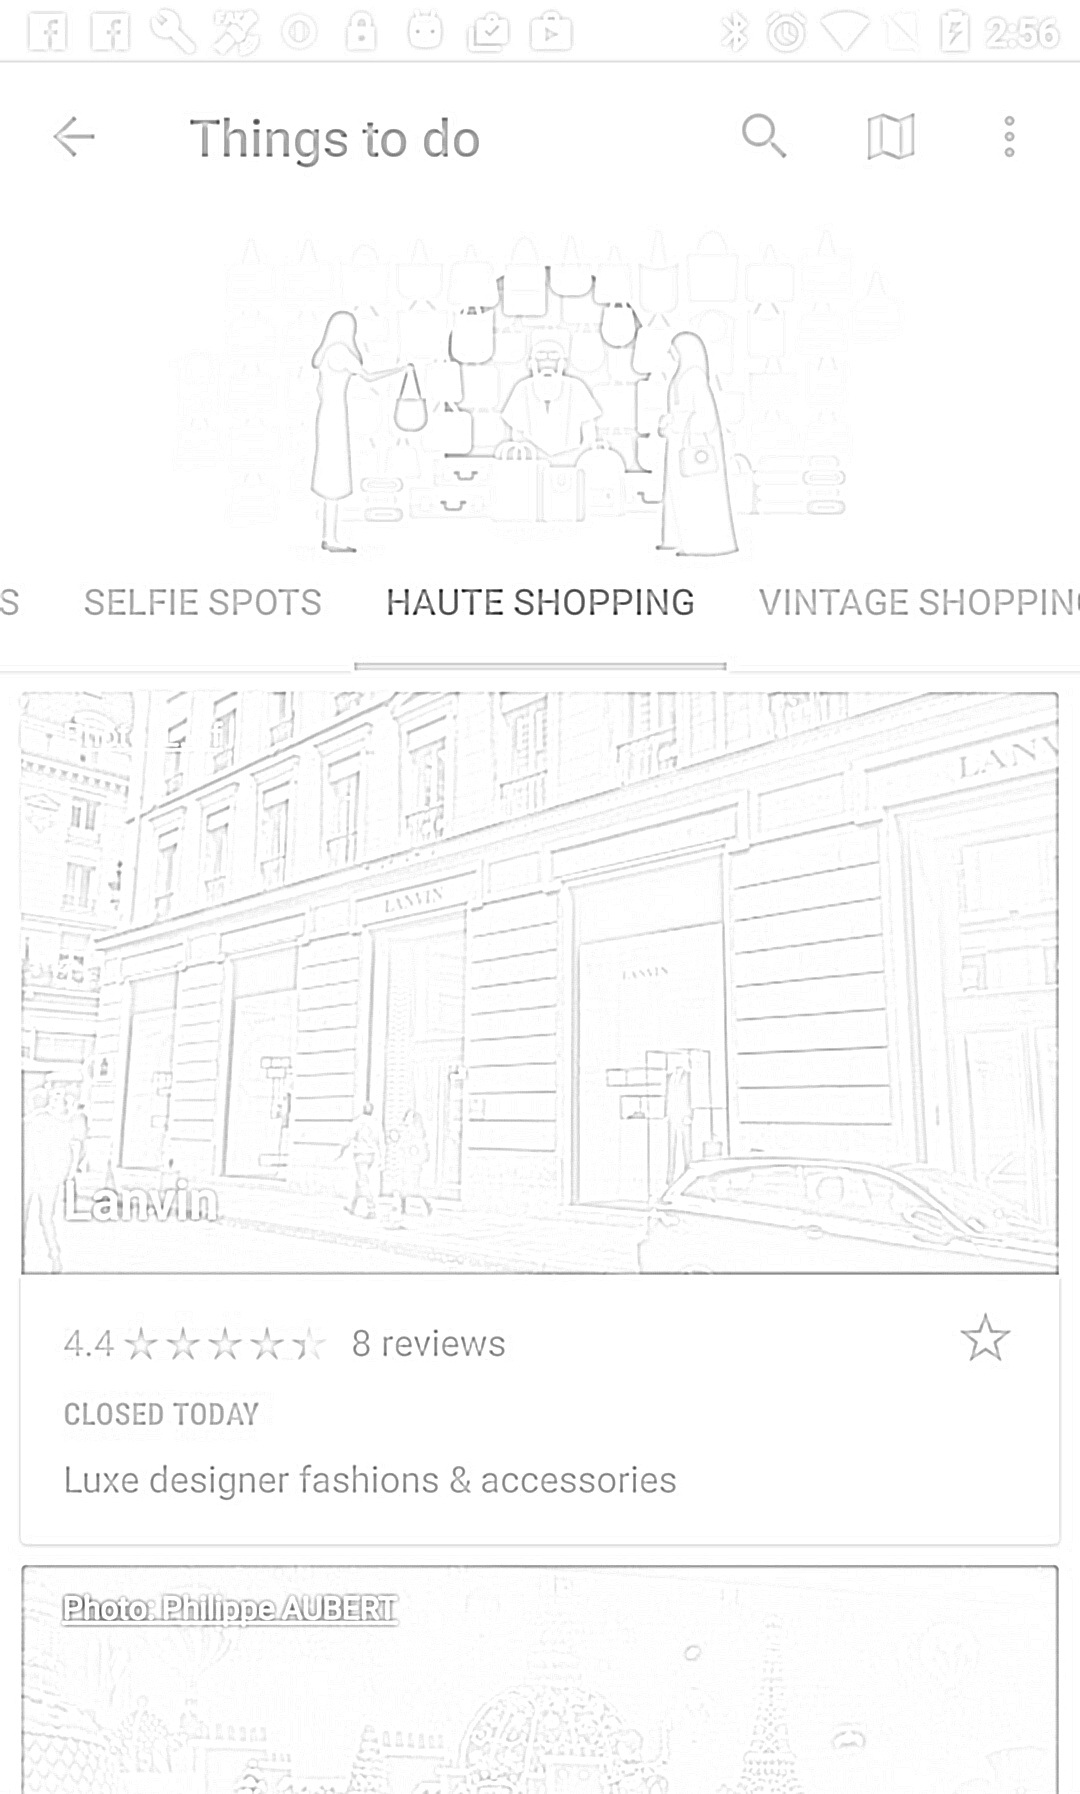 2:56
Things to do
S SELFIE SPOTS HAUTE SHOPPING VINTAGE SHOPPIN
LANV
LANVIN
LANVIN
Lanvin
4.4 8 reviews
CLOSED TODAY
Luxe designer fashions & accessories
Photo: Philippe AUBERT